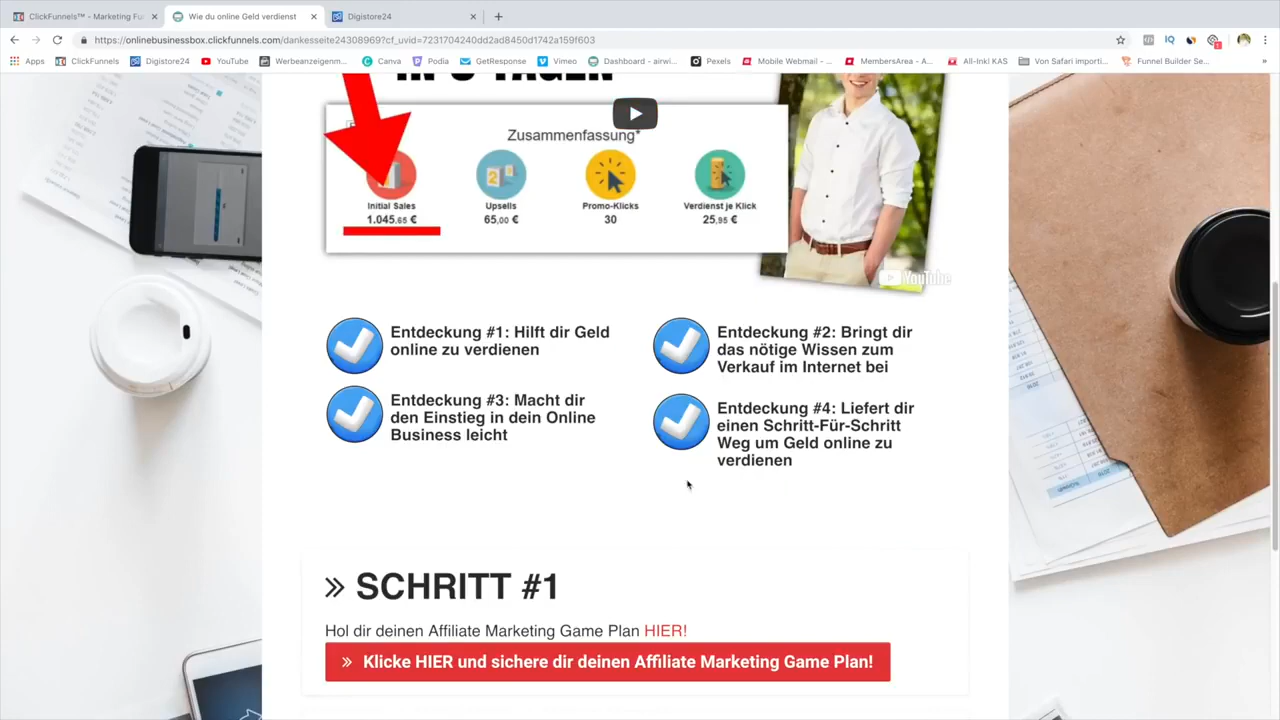 ClickFunnels™ - Marketing Fu
Wie du online Geld verdienst
Digistore24
https://onlinebusinessbox.clickfunnels.com/dankesseite24308969?cf_uvid=7231704240dd2ad8450d1742a159f603
Apps
ClickFunnels
Digistore24
YouTube
Werbeanzeigenm...
Canva
Podia
GetResponse
Vimeo
Dashboard - airwi...
Pexels
Mobile Webmail - ...
MembersArea - A...
All-Inkl KAS
Von Safari importi...
Funnel Builder Se...
Zusammenfassung*
Initial Sales
1.045,65 €
Upsells
65,00 €
Promo-Klicks
30
Verdienst je Klick
25,95 €
YouTube
Entdeckung #1: Hilft dir Geld
online zu verdienen
Entdeckung #2: Bringt dir
das nötige Wissen zum
Verkauf im Internet bei
Entdeckung #3: Macht dir
den Einstieg in dein Online
Business leicht
Entdeckung #4: Liefert dir
einen Schritt-Für-Schritt
Weg um Geld online zu
verdienen
» SCHRITT #1
Hol dir deinen Affiliate Marketing Game Plan HIER!
» Klicke HIER und sichere dir deinen Affiliate Marketing Game Plan!